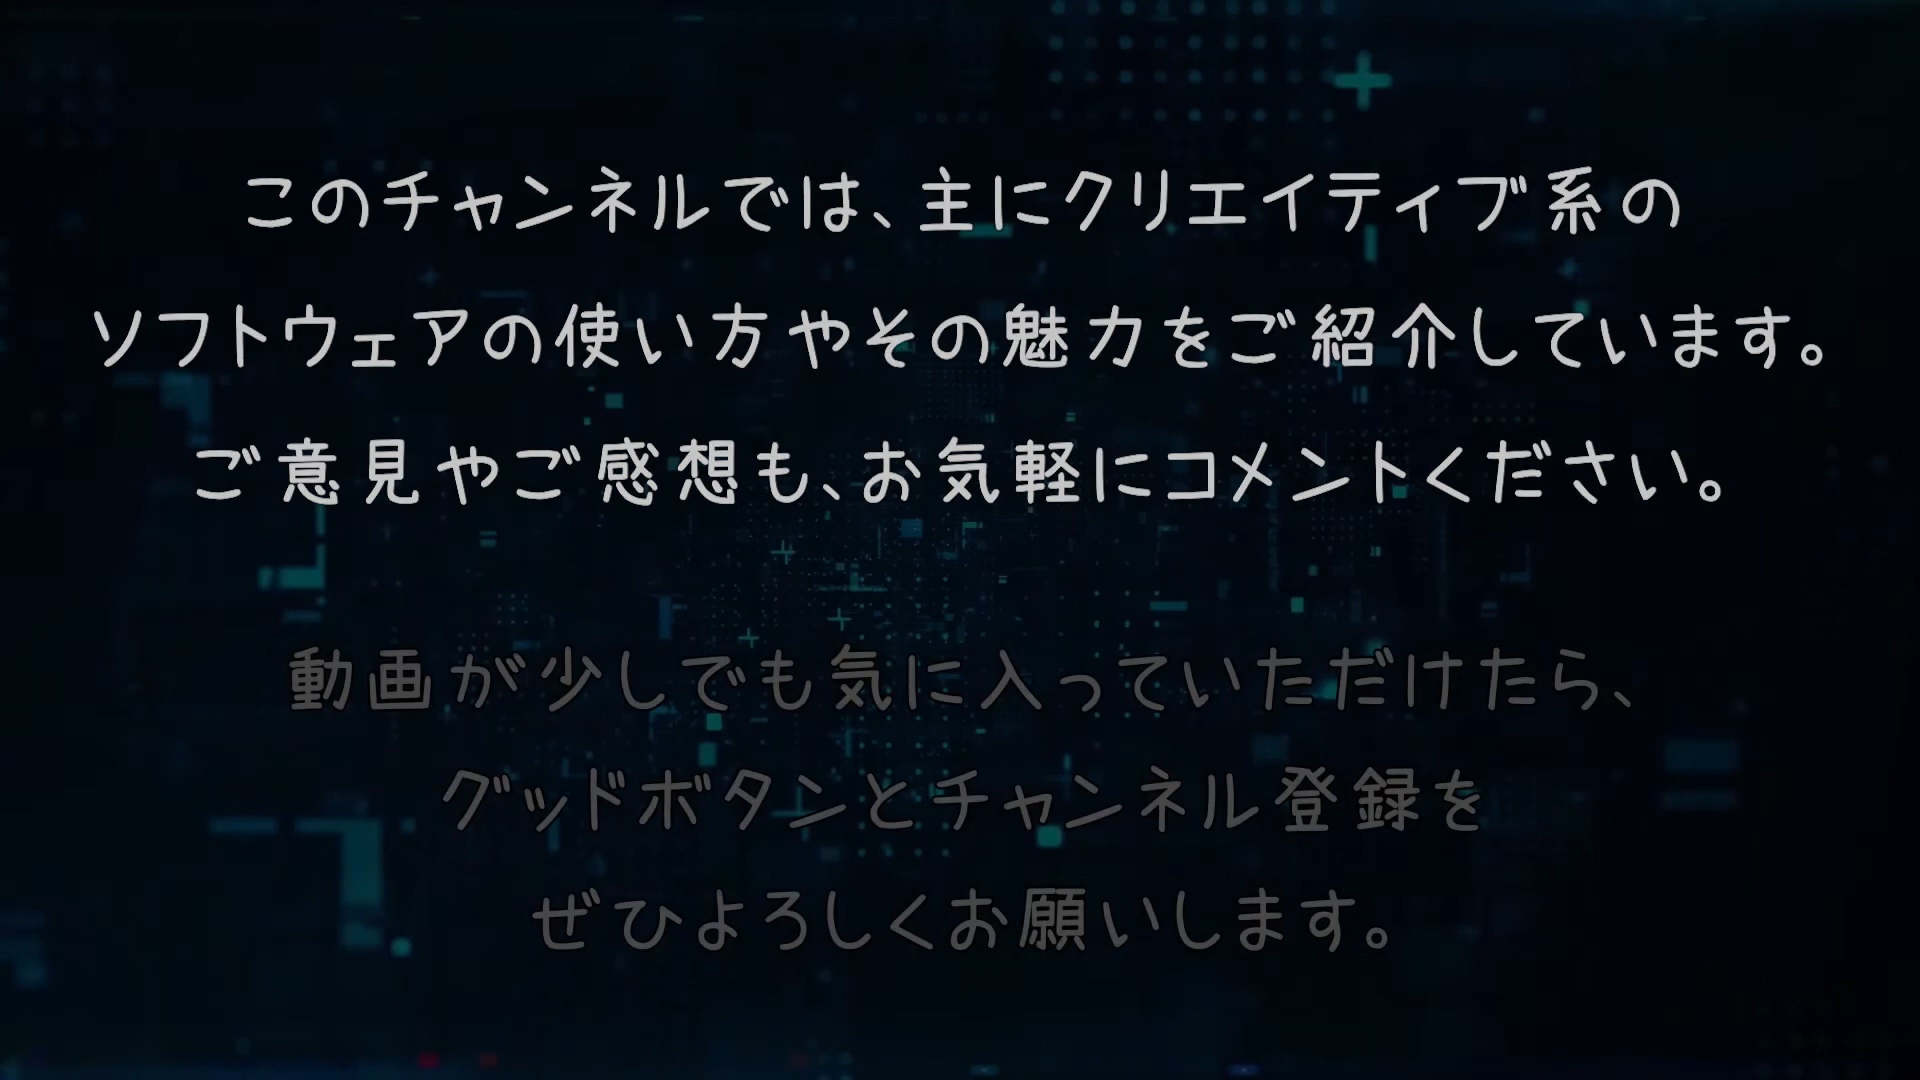 このチャンネルでは、主にクリエイティブ系の
ソフトウェアの使い方やその魅力をご紹介しています。
ご意見やご感想も、お気軽にコメントください。
動画が少しでも気に入っていただけたら、
グッドボタンとチャンネル登録を
ぜひよろしくお願いします。